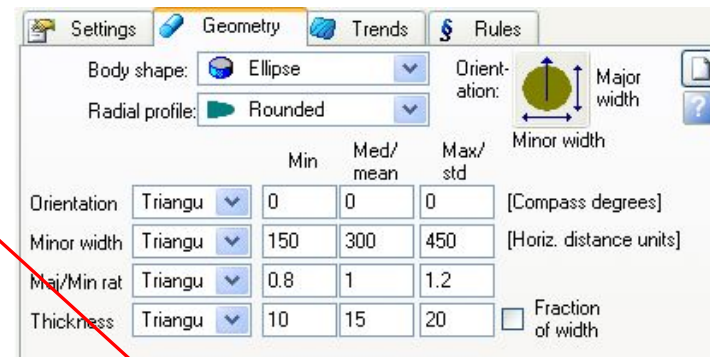 Settings Geometry Trends § Rules
Body shape: Ellipse
Orient-
ation:
Major
width
Radial profile: Rounded
Minor width
Min Med/
mean Max/
std
Orientation Triangu 0 0 0 [Compass degrees]
Minor width Triangu 150 300 450 [Horiz. distance units]
Maj/Min rat Triangu 0.8 1 1.2
Thickness Triangu 10 15 20 Fraction
of width
?